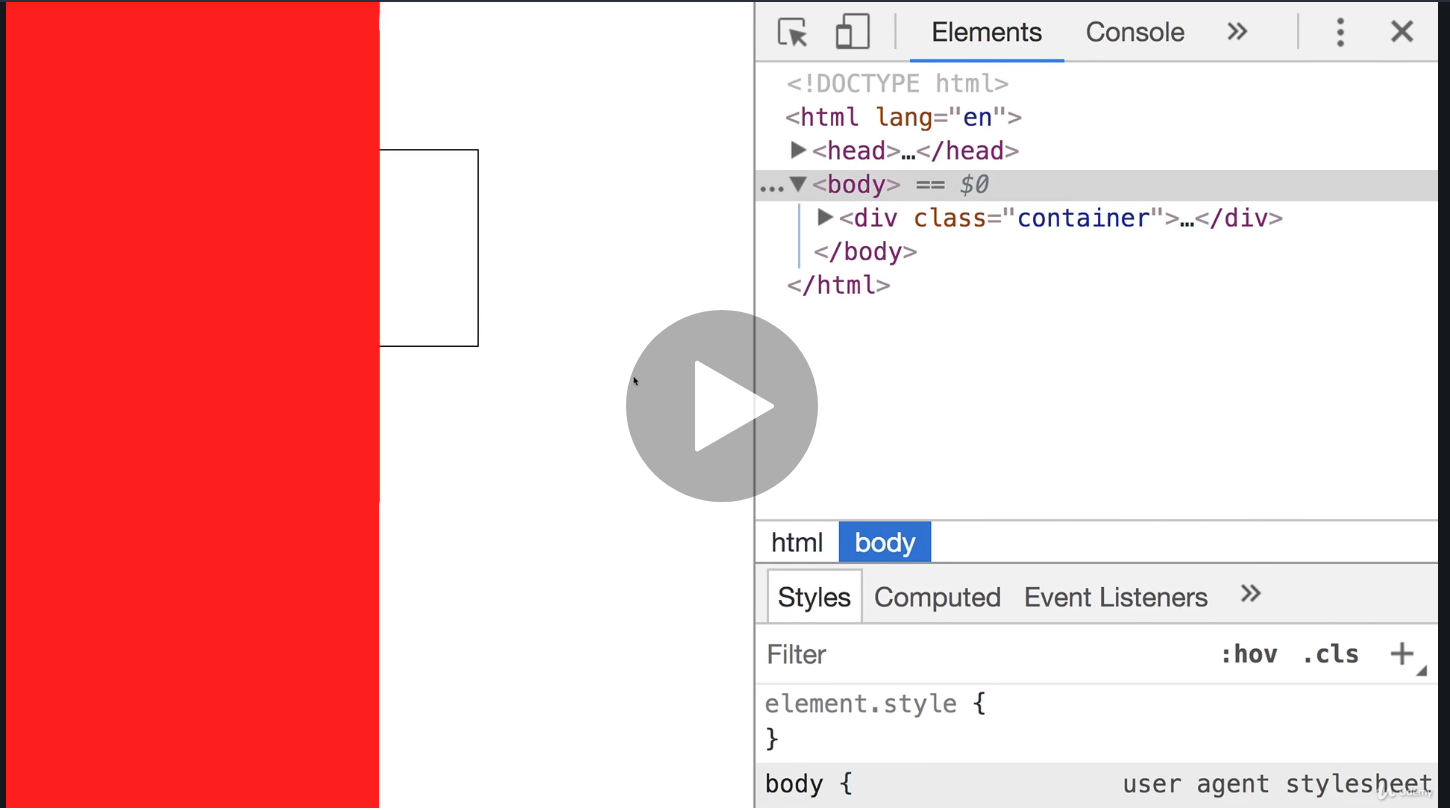 Elements Console »
<!DOCTYPE html>
<html lang="en">
▶<head>…</head>
…▼<body> == $0
▶<div class="container">…</div>
</body>
</html>
html body
Styles Computed Event Listeners »
Filter :hov .cls +
element.style {
}
body { user agent stylesheet
Udemy